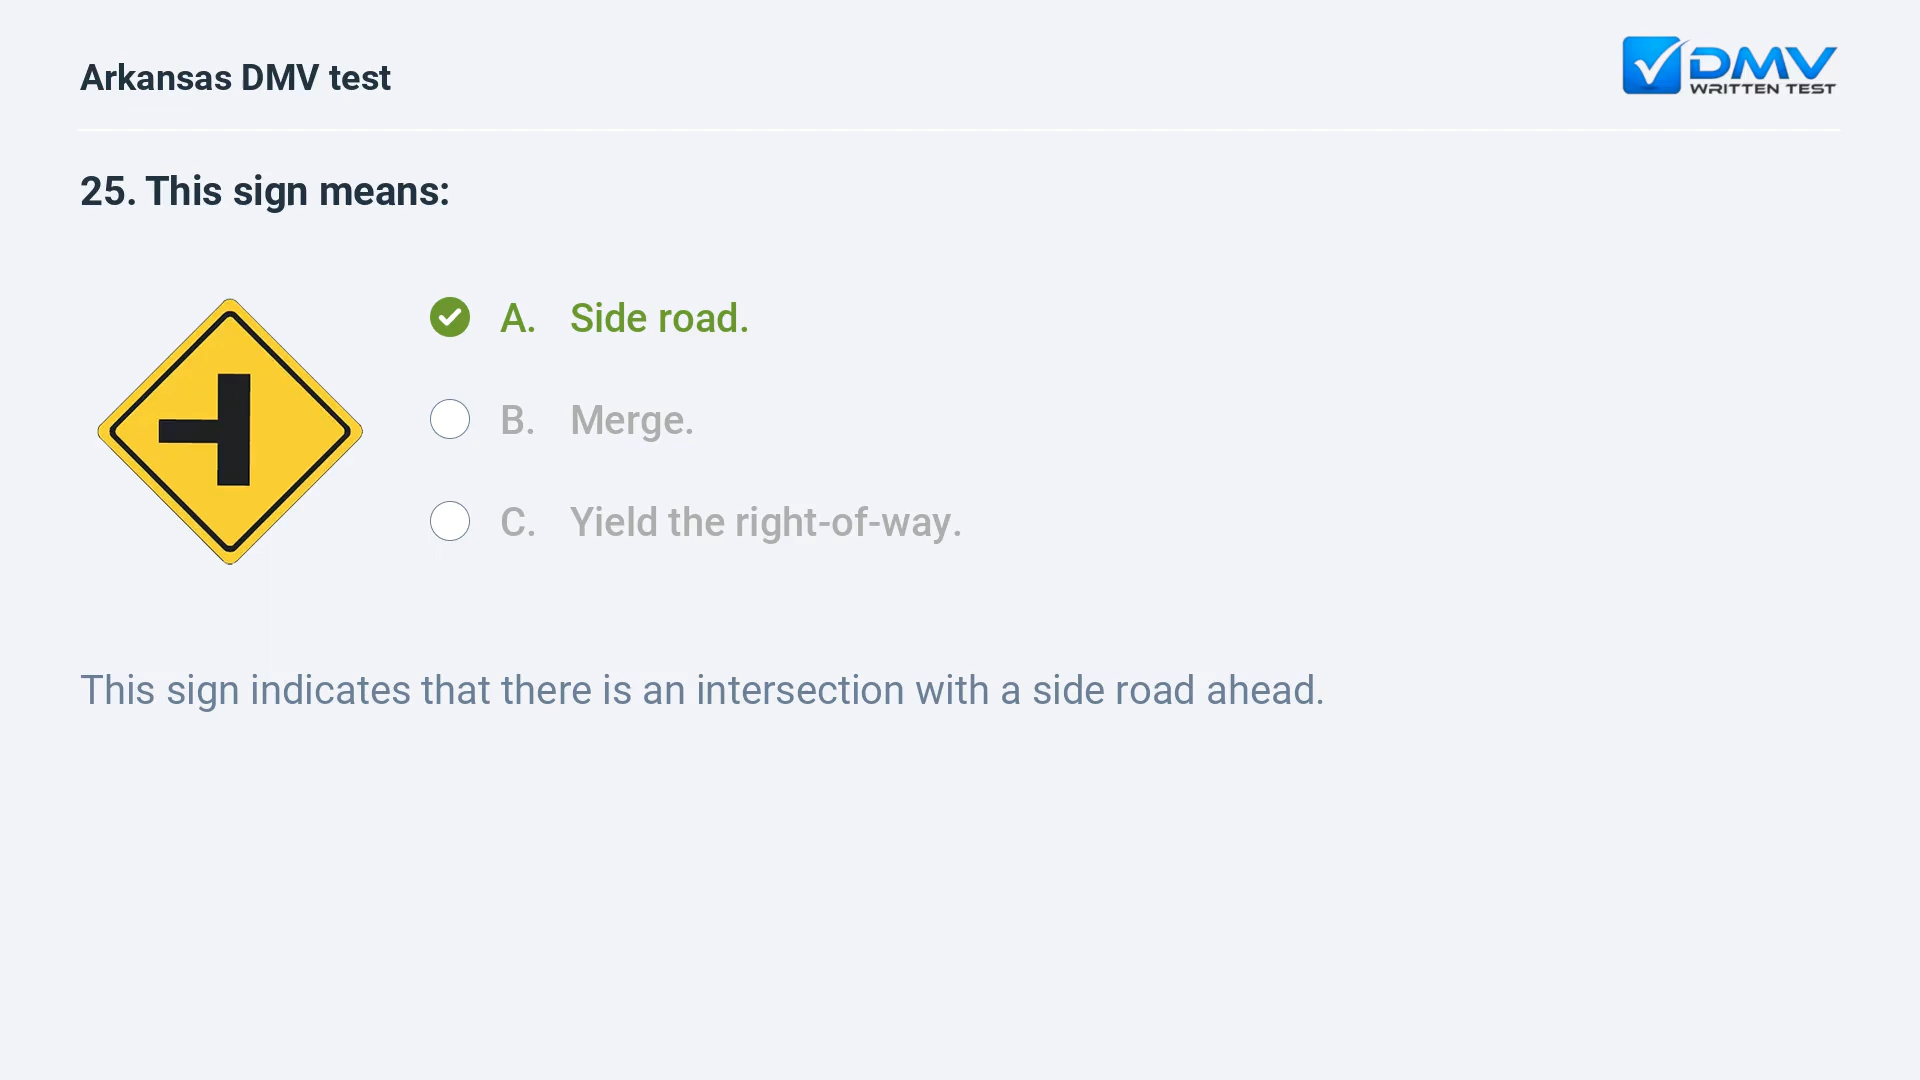 Arkansas DMV test
DMV
WRITTEN TEST
25. This sign means:
A. Side road.
B. Merge.
C. Yield the right-of-way.
This sign indicates that there is an intersection with a side road ahead.